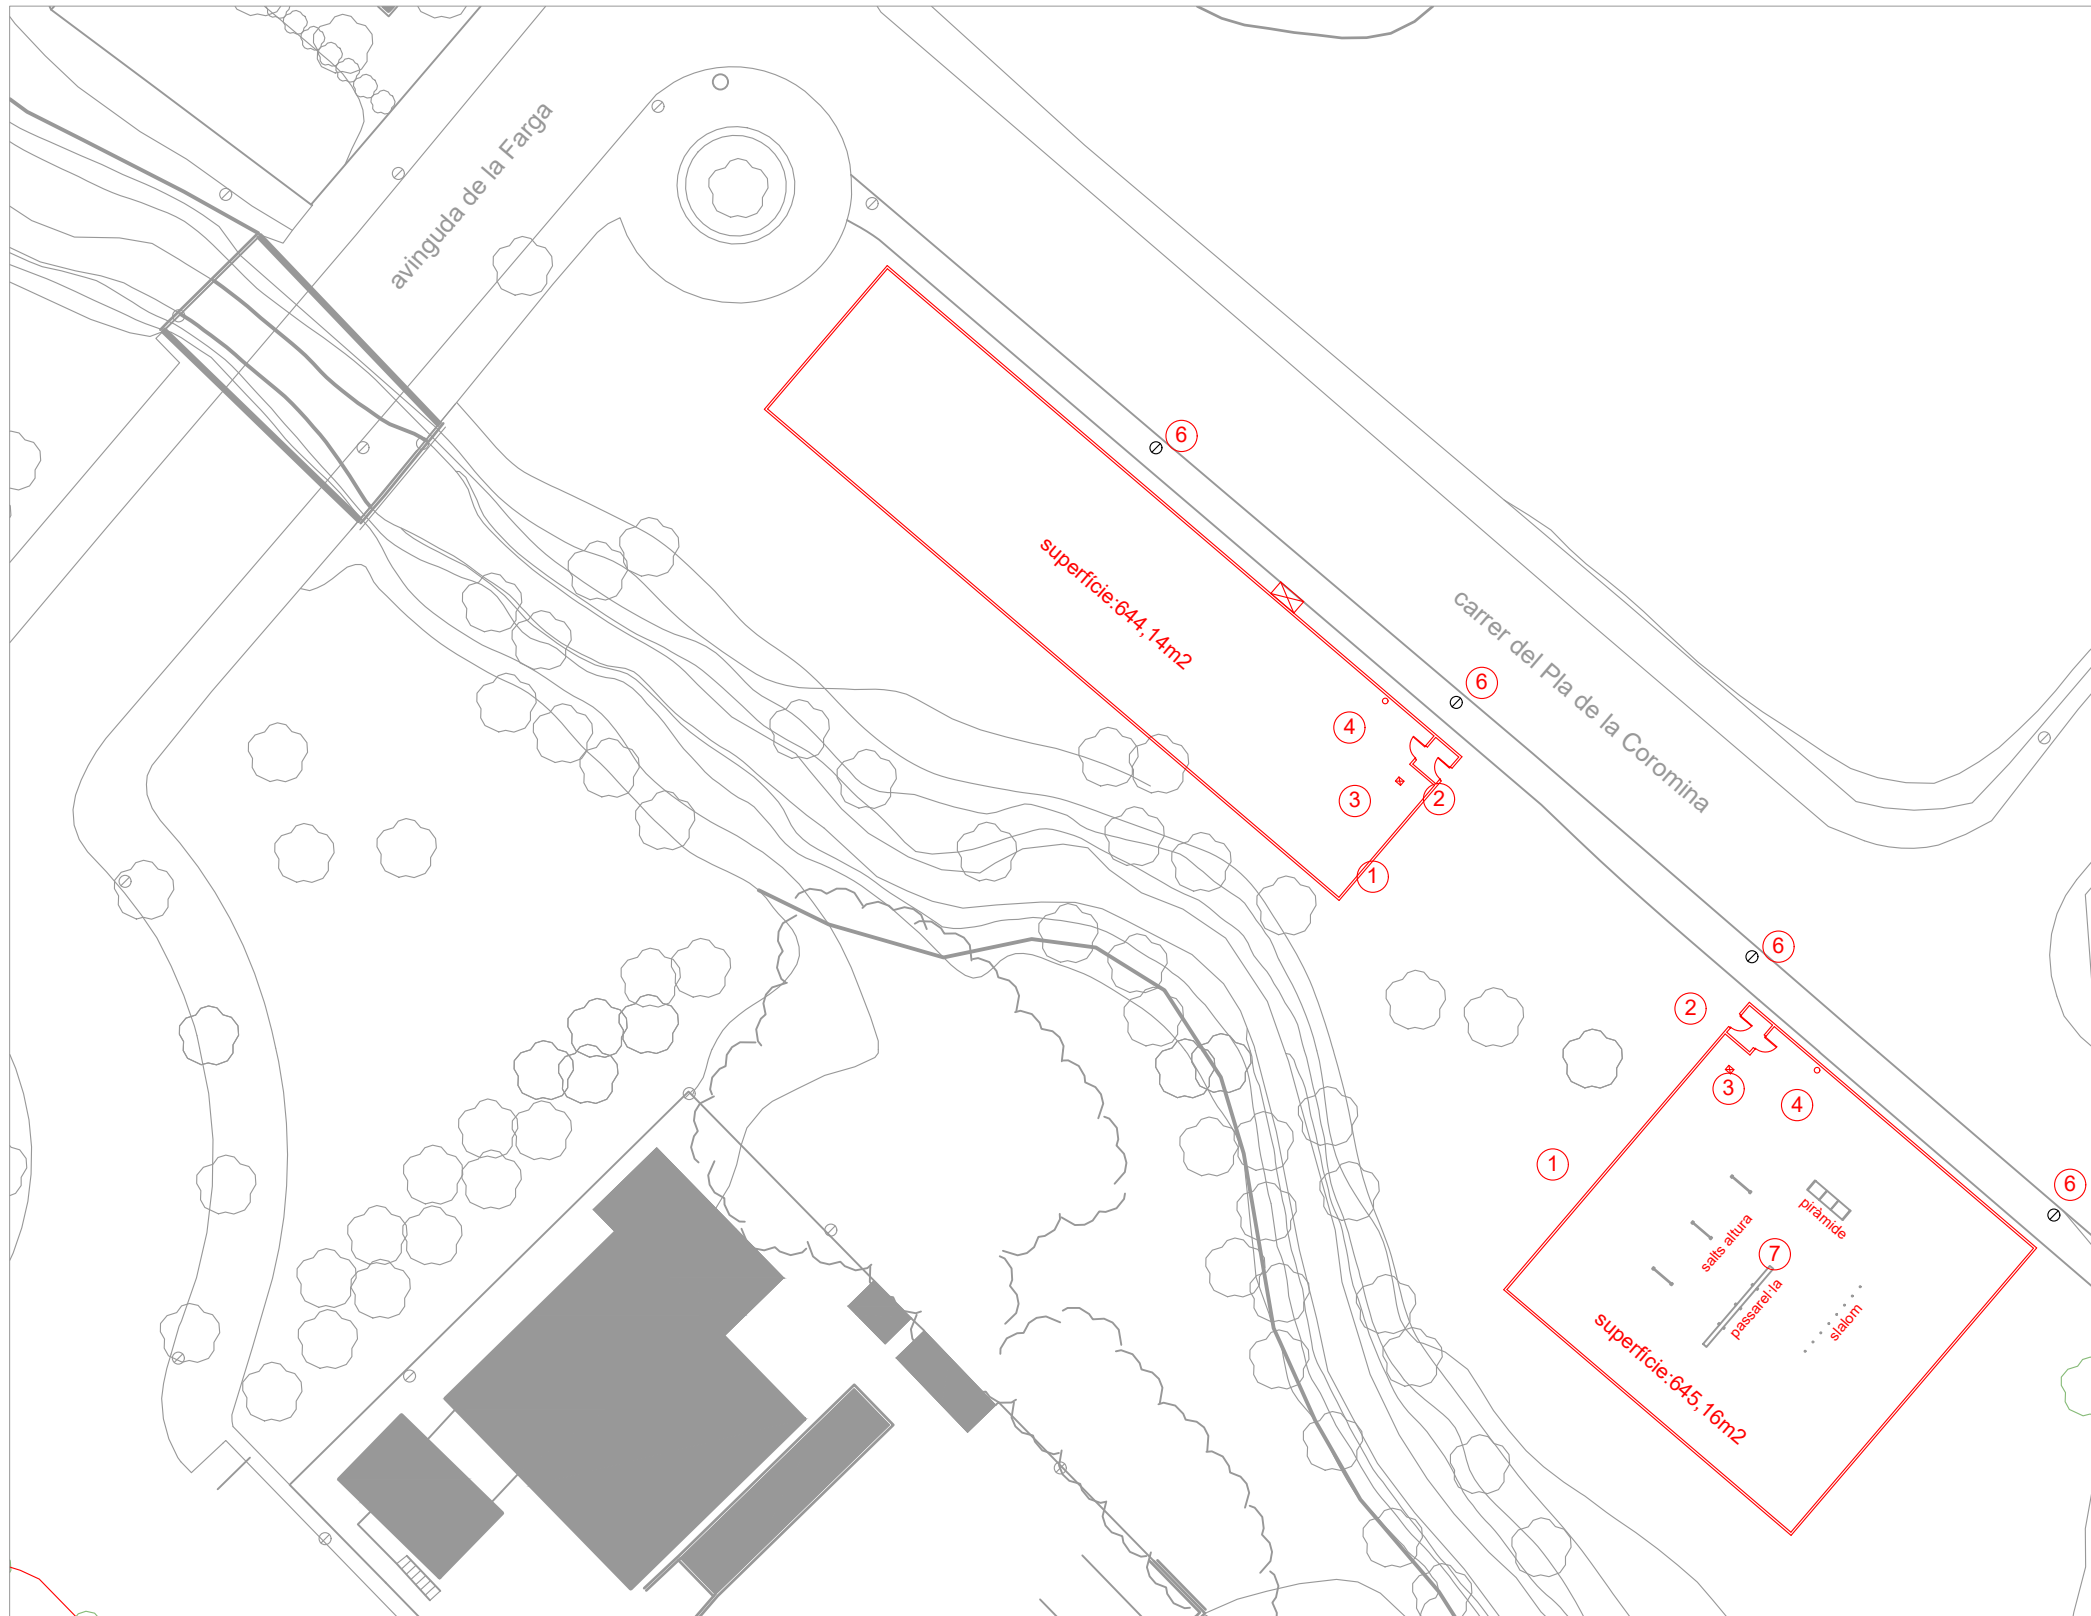 avinguda de la Farga
6
superfície:644,14m2
carrer del Pla de la Coromina
6
4
3
2
1
6
2
3
4
1
6
piràmide
salts altura
7
passarel·la
slalom
superfície:645,16m2